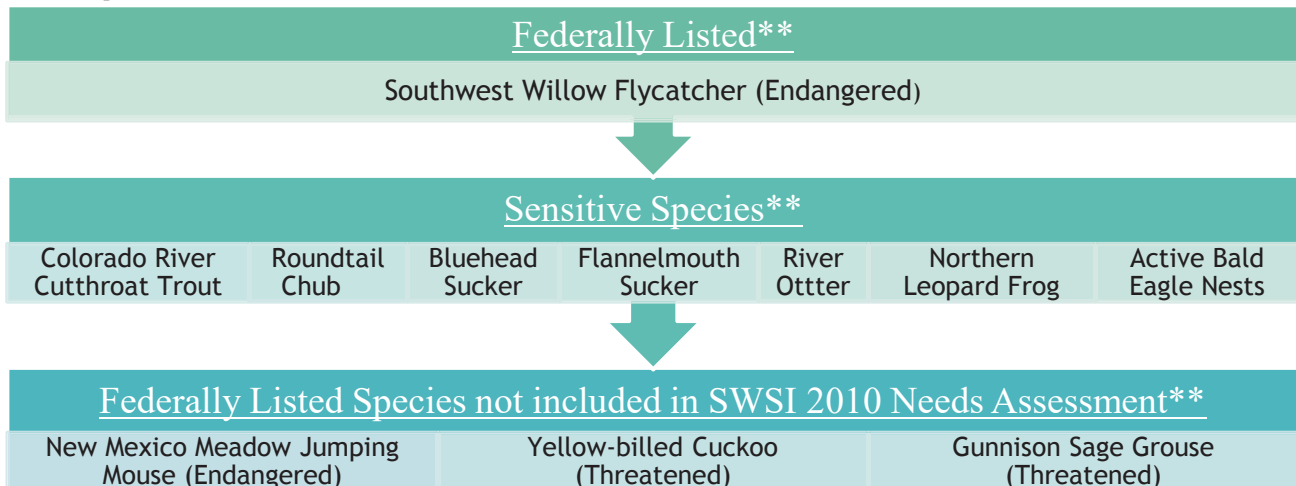 Federally Listed**
Southwest Willow Flycatcher (Endangered)
Sensitive Species**
Colorado River
Cutthroat Trout
Roundtail
Chub
Bluehead
Sucker
Flannelmouth
Sucker
River
Ottter
Northern
Leopard Frog
Active Bald
Eagle Nests
Federally Listed Species not included in SWSI 2010 Needs Assessment**
New Mexico Meadow Jumping
Mouse (Endangered)
Yellow-billed Cuckoo
(Threatened)
Gunnison Sage Grouse
(Threatened)